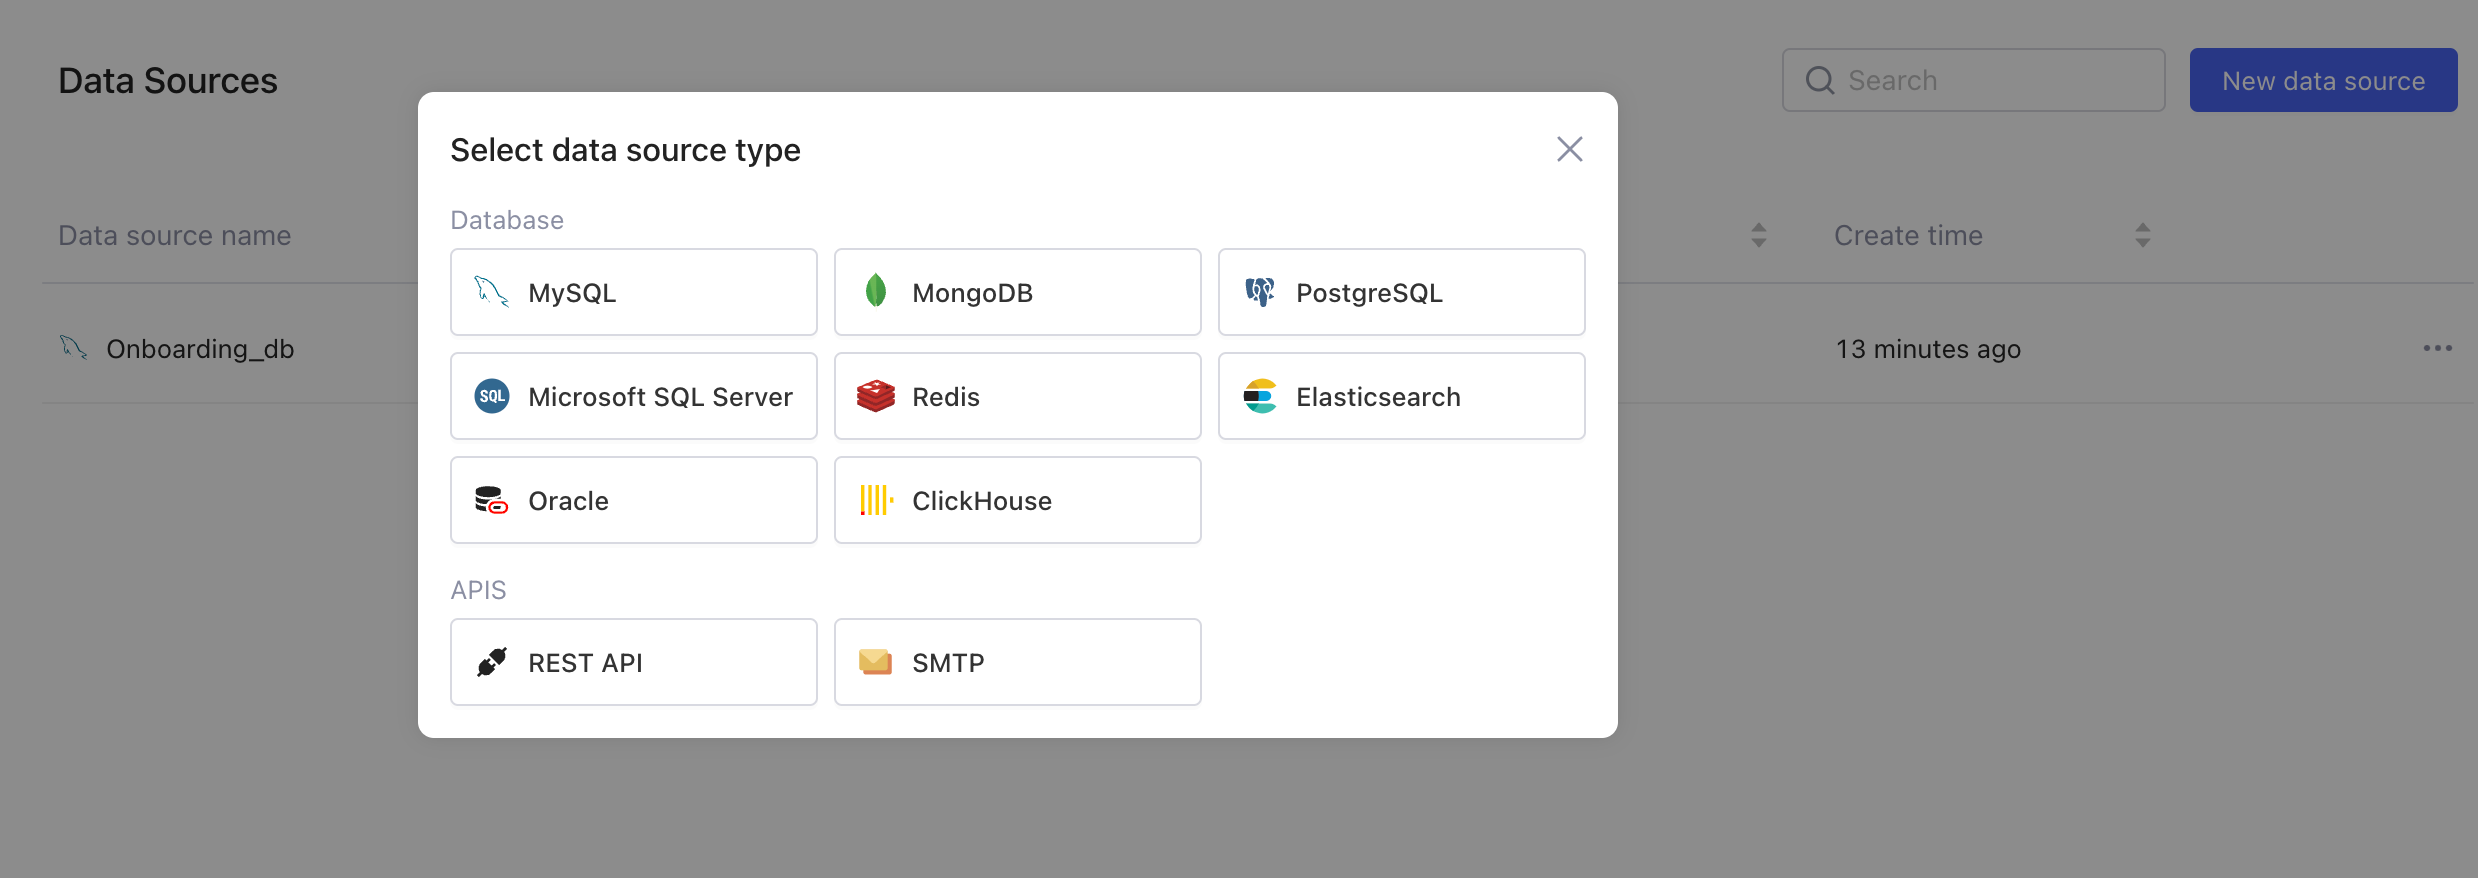 Data Sources
Search
New data source
Select data source type
Database
Data source name
Create time
MySQL
MongoDB
PostgreSQL
Onboarding_db
13 minutes ago
SQL
Microsoft SQL Server
Redis
Elasticsearch
Oracle
ClickHouse
APIS
REST API
SMTP